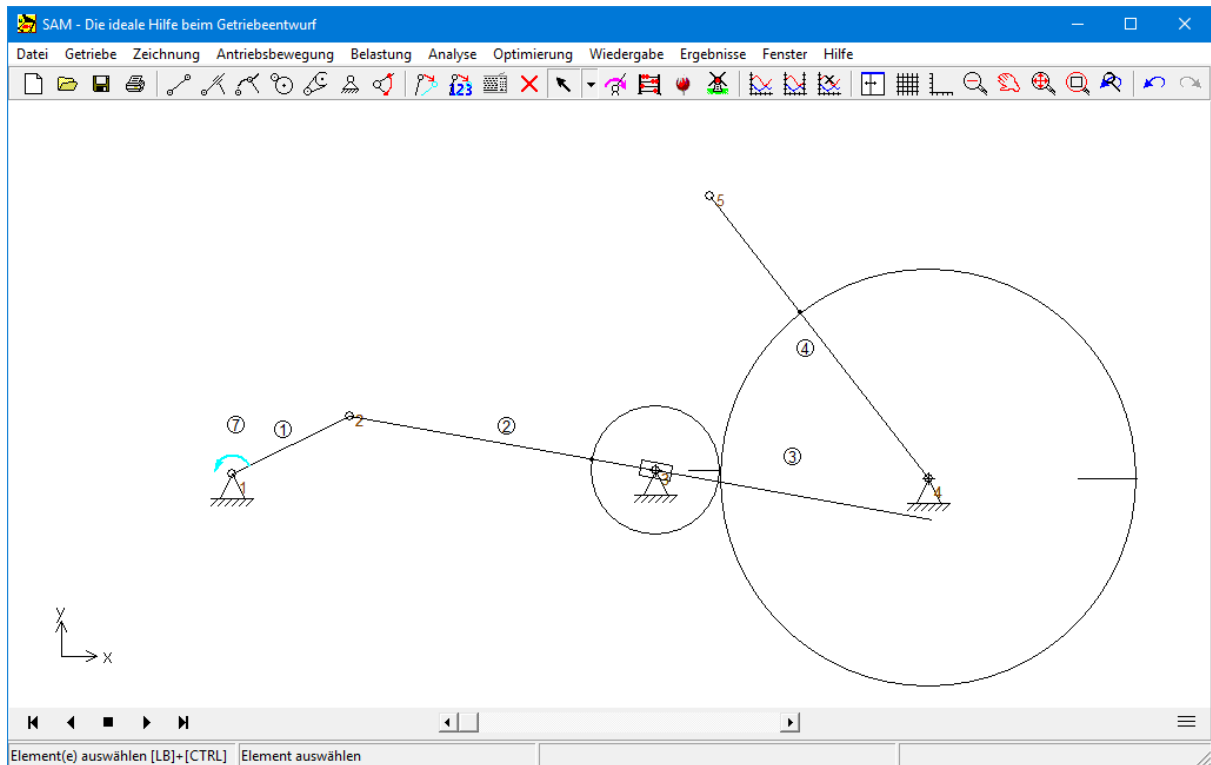 SAM - Die ideale Hilfe beim Getriebeentwurf
Datei Getriebe Zeichnung Antriebsbewegung Belastung Analyse Optimierung Wiedergabe Ergebnisse Fenster Hilfe
123
5
4
7
1
2
2
3
3
1
4
y
x
Element(e) auswählen [LB]+[CTRL] Element auswählen